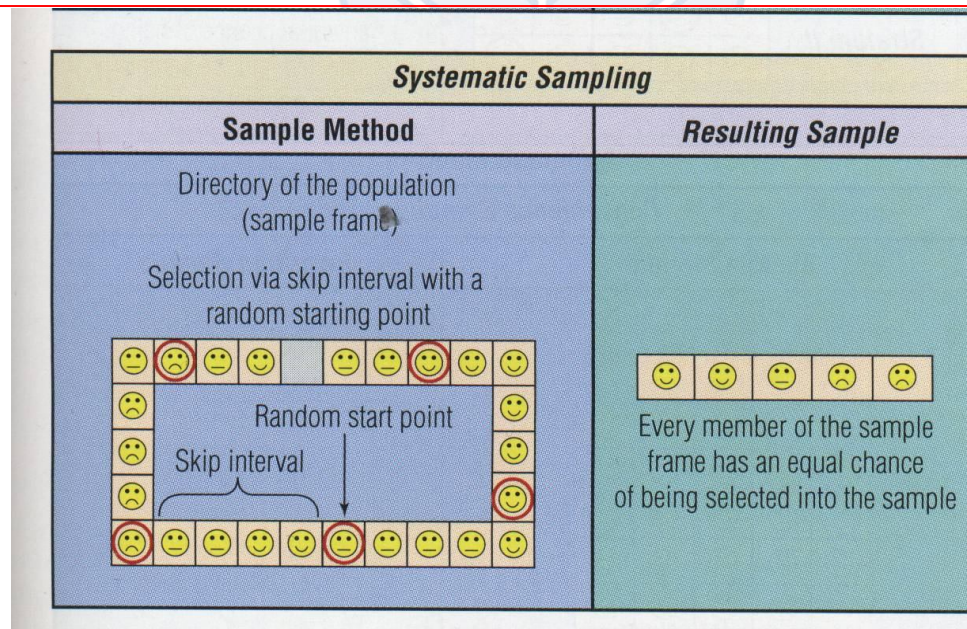 Systematic Sampling
Sample Method
Resulting Sample
Directory of the population
(sample frame)
Selection via skip interval with a
random starting point
Random start point
Skip interval
Every member of the sample
frame has an equal chance
of being selected into the sample